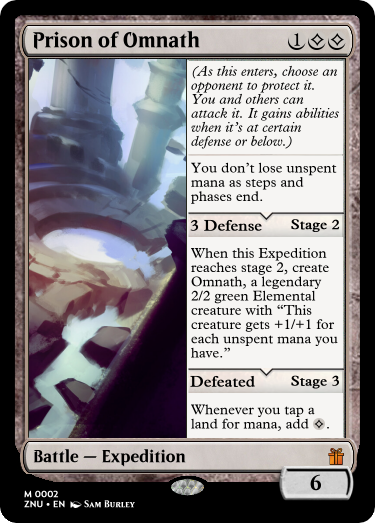 Prison of Omnath 1
(As this enters, choose an
opponent to protect it.
You and others can
attack it. It gains abilities
when it's at certain
defense or below.)
You don't lose unspent
mana as steps and
phases end.
3 Defense Stage 2
When this Expedition
reaches stage 2, create
Omnath, a legendary
2/2 green Elemental
creature with “This
creature gets +1/+1 for
each unspent mana you
have.”
Defeated Stage 3
Whenever you tap a
land for mana, add .
Battle — Expedition
6
M 0002
ZNU • EN Sam Burley